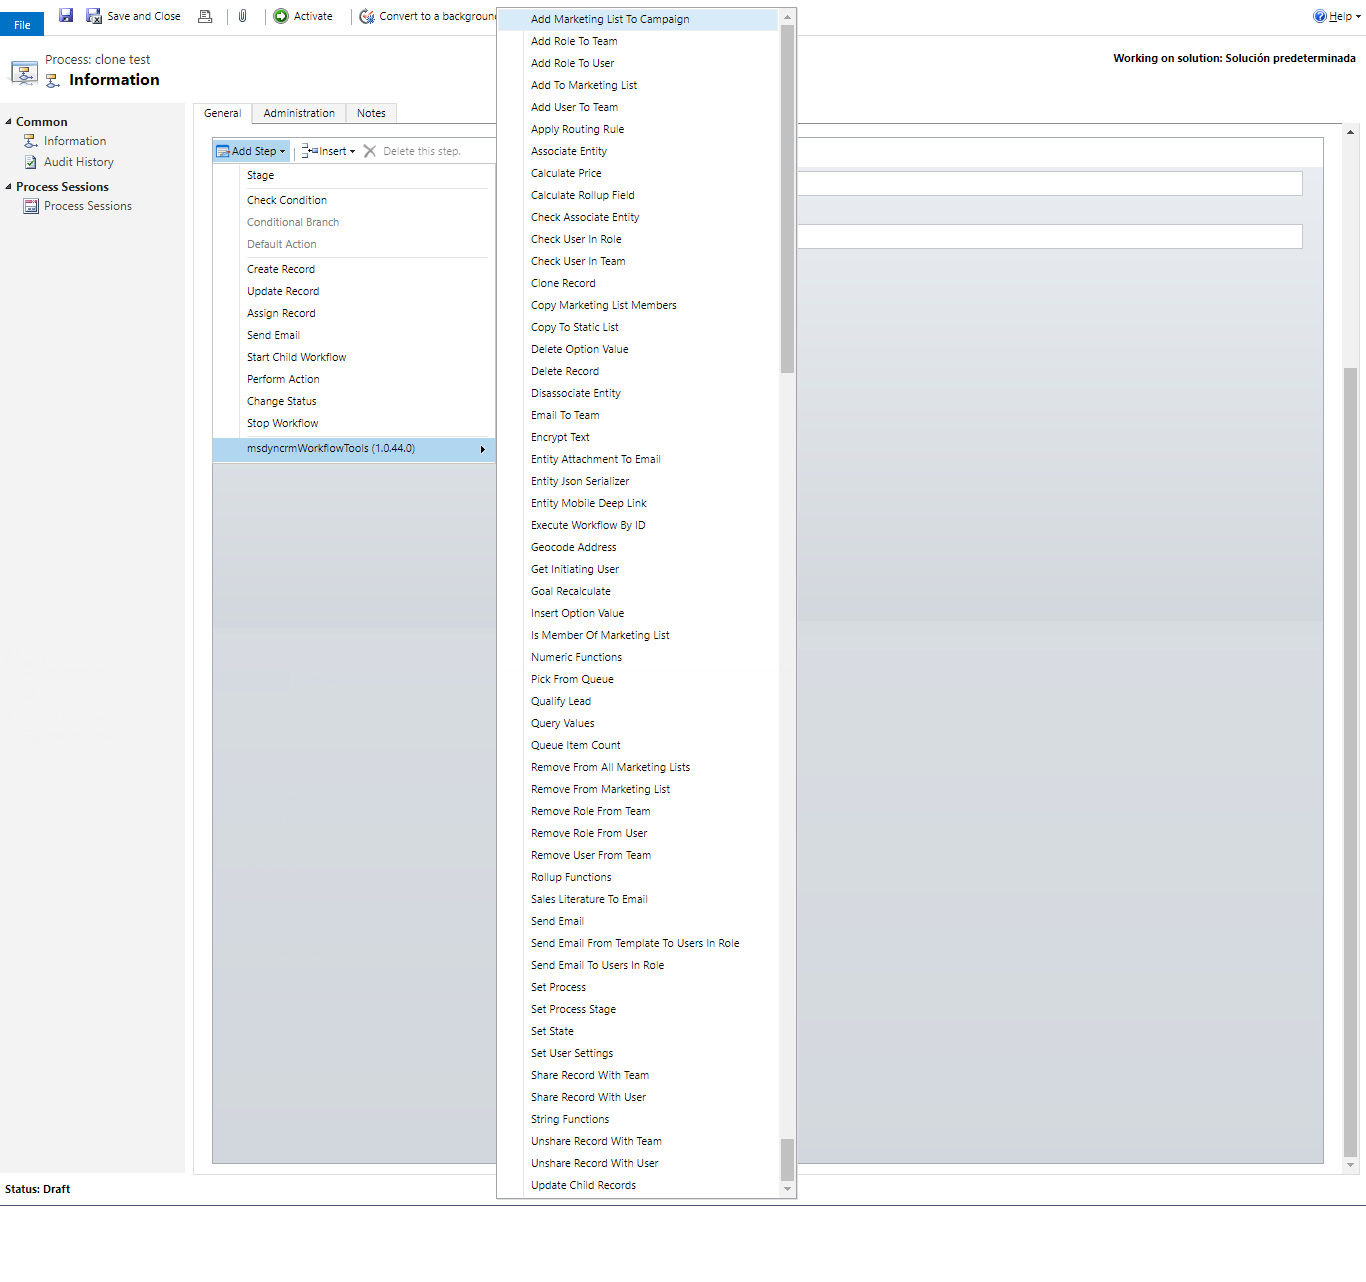 File
Save and Close
Activate
Convert to a background
Help
Process: clone test
Information
Working on solution: Solución predeterminada
Common
Information
Audit History
Process Sessions
Process Sessions
General
Administration
Notes
Add Step
Insert
Delete this step.
Stage
Check Condition
Conditional Branch
Default Action
Create Record
Update Record
Assign Record
Send Email
Start Child Workflow
Perform Action
Change Status
Stop Workflow
msdyncrmWorkflowTools (1.0.44.0)
Add Marketing List To Campaign
Add Role To Team
Add Role To User
Add To Marketing List
Add User To Team
Apply Routing Rule
Associate Entity
Calculate Price
Calculate Rollup Field
Check Associate Entity
Check User In Role
Check User In Team
Clone Record
Copy Marketing List Members
Copy To Static List
Delete Option Value
Delete Record
Disassociate Entity
Email To Team
Encrypt Text
Entity Attachment To Email
Entity Json Serializer
Entity Mobile Deep Link
Execute Workflow By ID
Geocode Address
Get Initiating User
Goal Recalculate
Insert Option Value
Is Member Of Marketing List
Numeric Functions
Pick From Queue
Qualify Lead
Query Values
Queue Item Count
Remove From All Marketing Lists
Remove From Marketing List
Remove Role From Team
Remove Role From User
Remove User From Team
Rollup Functions
Sales Literature To Email
Send Email
Send Email From Template To Users In Role
Send Email To Users In Role
Set Process
Set Process Stage
Set State
Set User Settings
Share Record With Team
Share Record With User
String Functions
Unshare Record With Team
Unshare Record With User
Update Child Records
Status: Draft